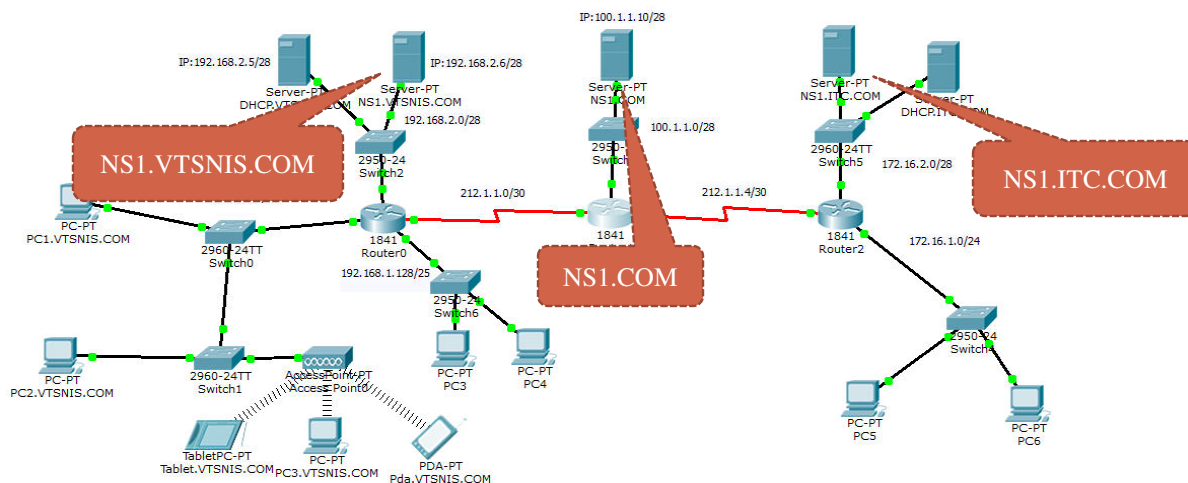 IP:100.1.1.10/28
IP:192.168.2.5/28
IP:192.168.2.6/28
Server-PT
Server-PT
NS1.VTSNIS.COM
192.168.2.0/28
Server-PT
100.1.1.0/28
Server-PT
NS1.ITC.COM
Server-PT
NS1.VTSNIS.COM
2950-24
Switch2
2960-24TT
Switch5
172.16.2.0/28
NS1.ITC.COM
212.1.1.0/30
212.1.1.4/30
PC-PT
PC1.VTSNIS.COM
2960-24TT
Switch0
1841
Router0
1841
NS1.COM
1841
Router2
172.16.1.0/24
192.168.1.128/25
2950-24
Switch6
2950-24
PC-PT
PC2.VTSNIS.COM
2960-24TT
Switch1
AccessPoint-PT
PC-PT
PC3
PC-PT
PC4
PC-PT
PC5
PC-PT
PC6
TabletPC-PT
Tablet.VTSNIS.COM
PC-PT
PC3.VTSNIS.COM
PDA-PT
Pda.VTSNIS.COM